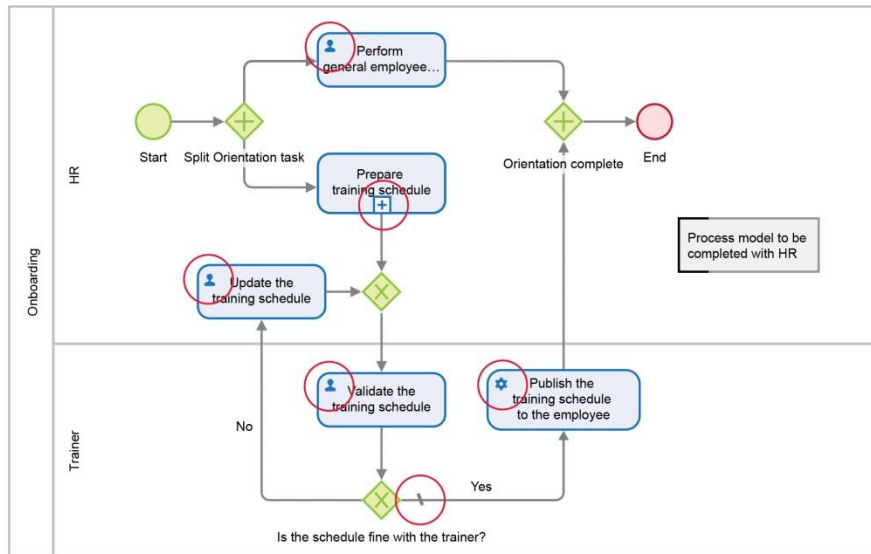 Onboarding
HR
Perform
general employee…
Start
Split Orientation task
Orientation complete
End
Prepare
training schedule
Process model to be
completed with HR
Update the
training schedule
Trainer
Validate the
training schedule
Publish the
training schedule
to the employee
No
Yes
Is the schedule fine with the trainer?